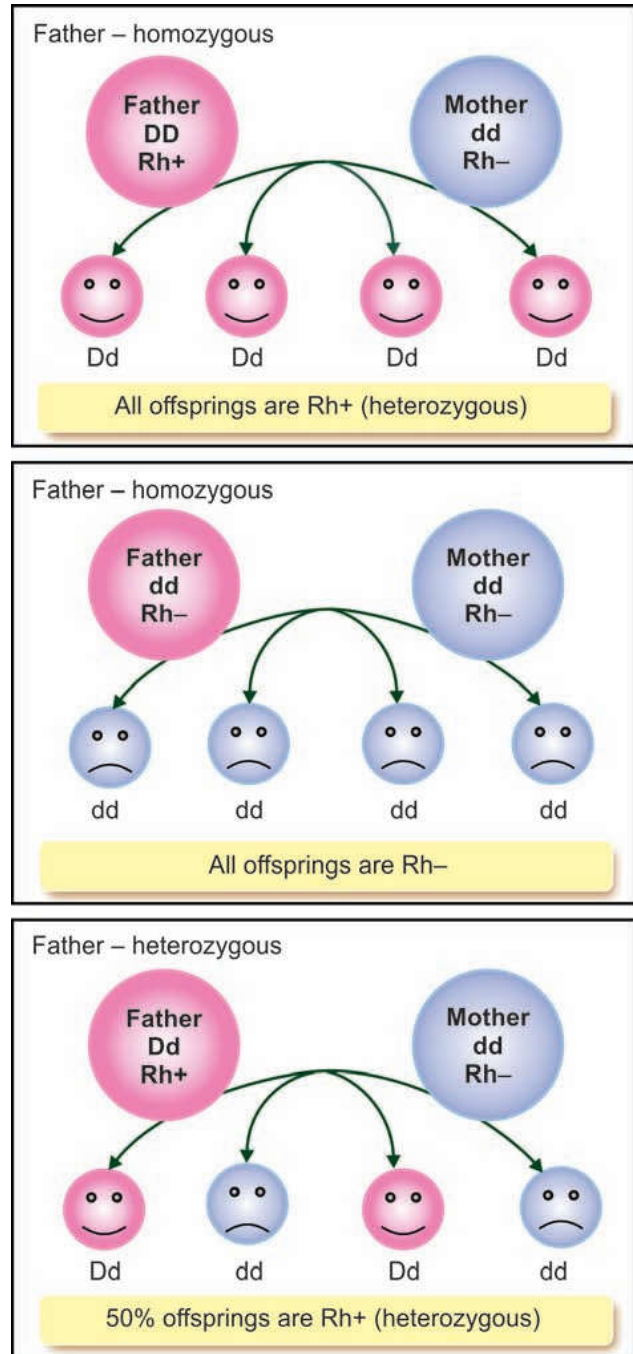 Father – homozygous
Father
DD
Rh+
Mother
dd
Rh–
Dd
Dd
Dd
Dd
All offsprings are Rh+ (heterozygous)
Father – homozygous
Father
dd
Rh–
Mother
dd
Rh–
dd
dd
dd
dd
All offsprings are Rh–
Father – heterozygous
Father
Dd
Rh+
Mother
dd
Rh–
Dd
dd
Dd
dd
50% offsprings are Rh+ (heterozygous)